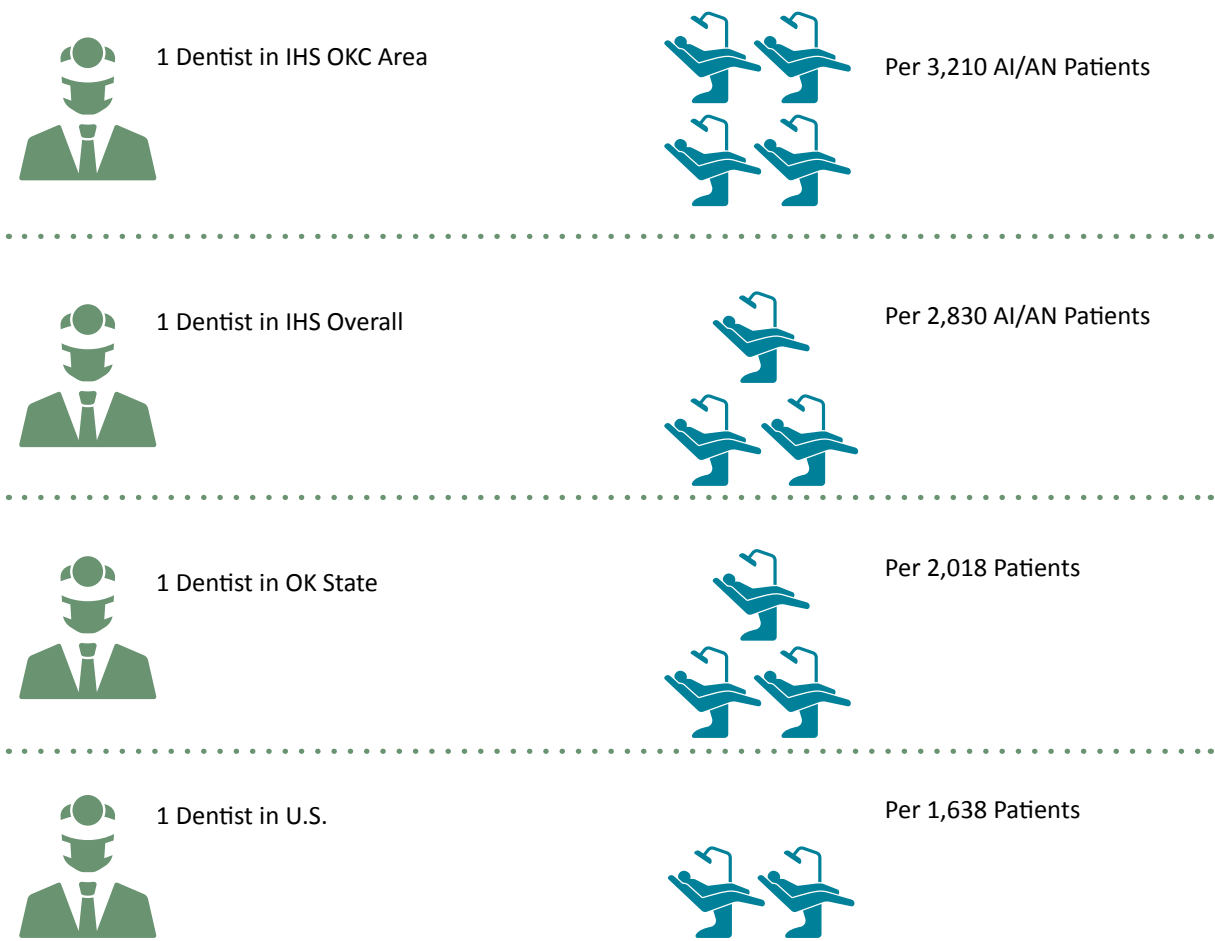 1 Dentist in IHS OKC Area
Per 3,210 AI/AN Patients
1 Dentist in IHS Overall
Per 2,830 AI/AN Patients
1 Dentist in OK State
Per 2,018 Patients
1 Dentist in U.S.
Per 1,638 Patients